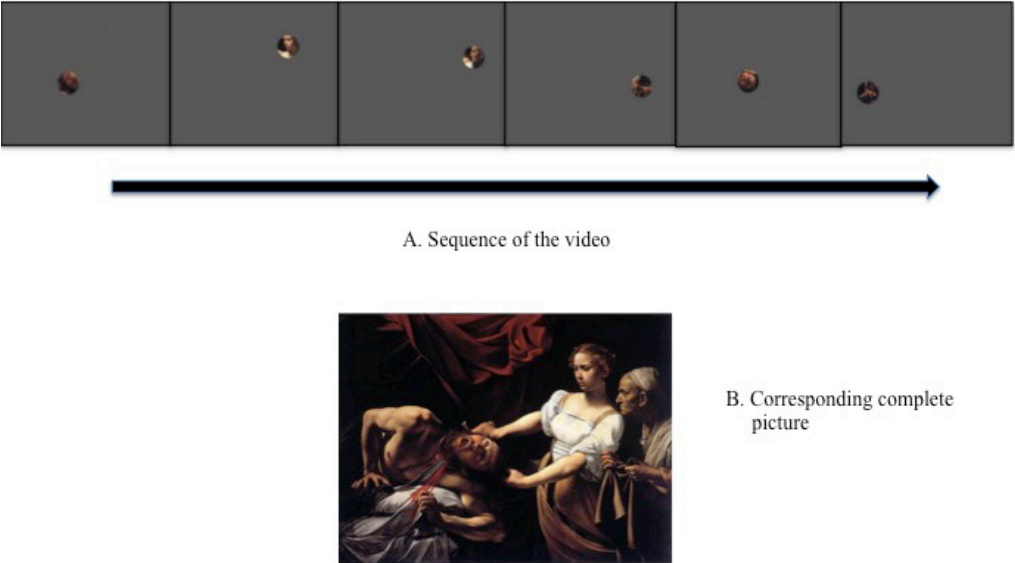 A. Sequence of the video
B. Corresponding complete
picture